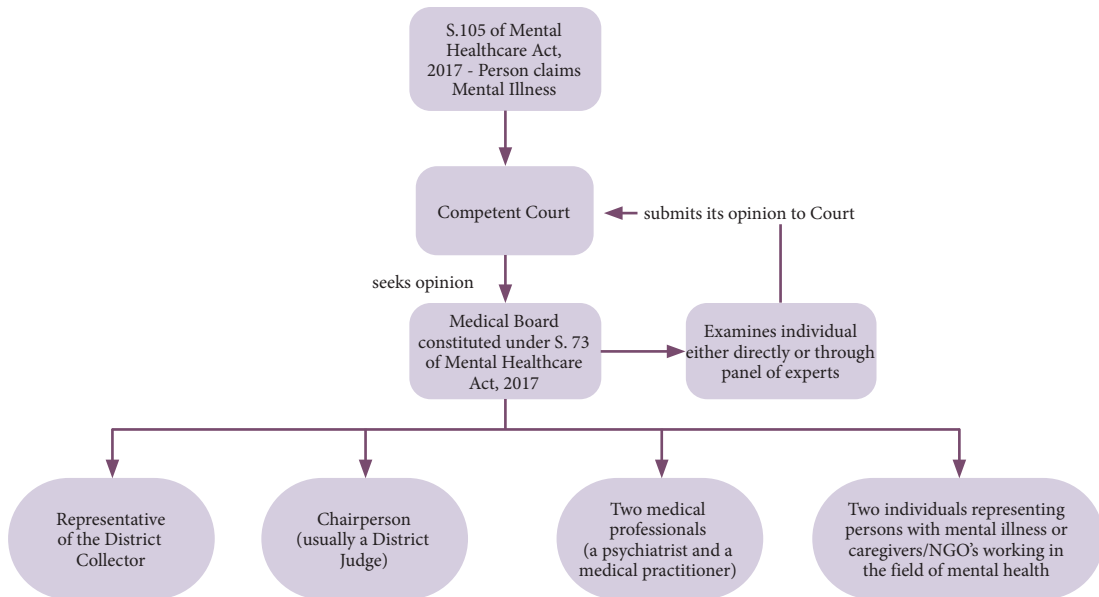 S.105 of Mental
Healthcare Act,
2017 - Person claims
Mental Illness
Competent Court
submits its opinion to Court
seeks opinion
Medical Board
constituted under S. 73
of Mental Healthcare
Act, 2017
Examines individual
either directly or through
panel of experts
Representative
of the District
Collector
Chairperson
(usually a District
Judge)
Two medical
professionals
(a psychiatrist and a
medical practitioner)
Two individuals representing
persons with mental illness or
caregivers/NGO's working in
the field of mental health